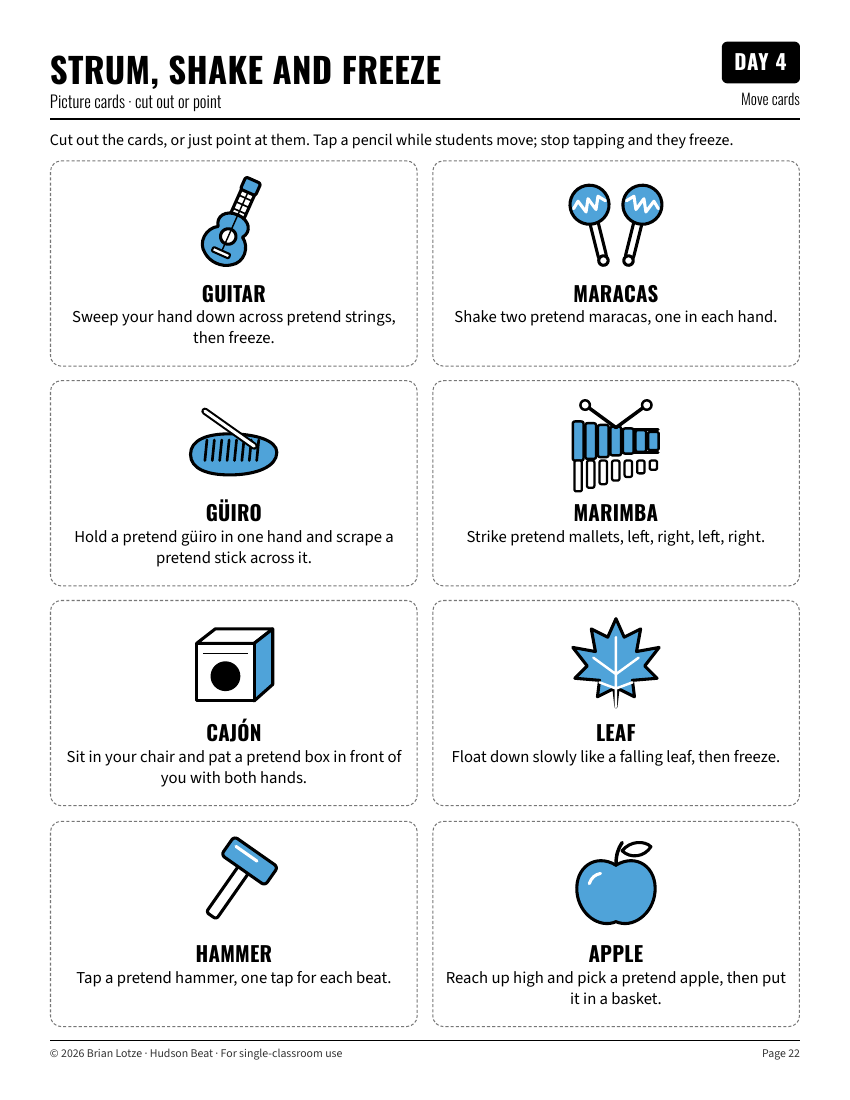 STRUM, SHAKE AND FREEZE
DAY 4
Picture cards · cut out or point
Move cards
Cut out the cards, or just point at them. Tap a pencil while students move; stop tapping and they freeze.
GUITAR
Sweep your hand down across pretend strings,
then freeze.
MARACAS
Shake two pretend maracas, one in each hand.
GÜIRO
Hold a pretend güiro in one hand and scrape a
pretend stick across it.
MARIMBA
Strike pretend mallets, left, right, left, right.
CAJÓN
Sit in your chair and pat a pretend box in front of
you with both hands.
LEAF
Float down slowly like a falling leaf, then freeze.
HAMMER
Tap a pretend hammer, one tap for each beat.
APPLE
Reach up high and pick a pretend apple, then put
it in a basket.
© 2026 Brian Lotze · Hudson Beat · For single-classroom use
Page 22